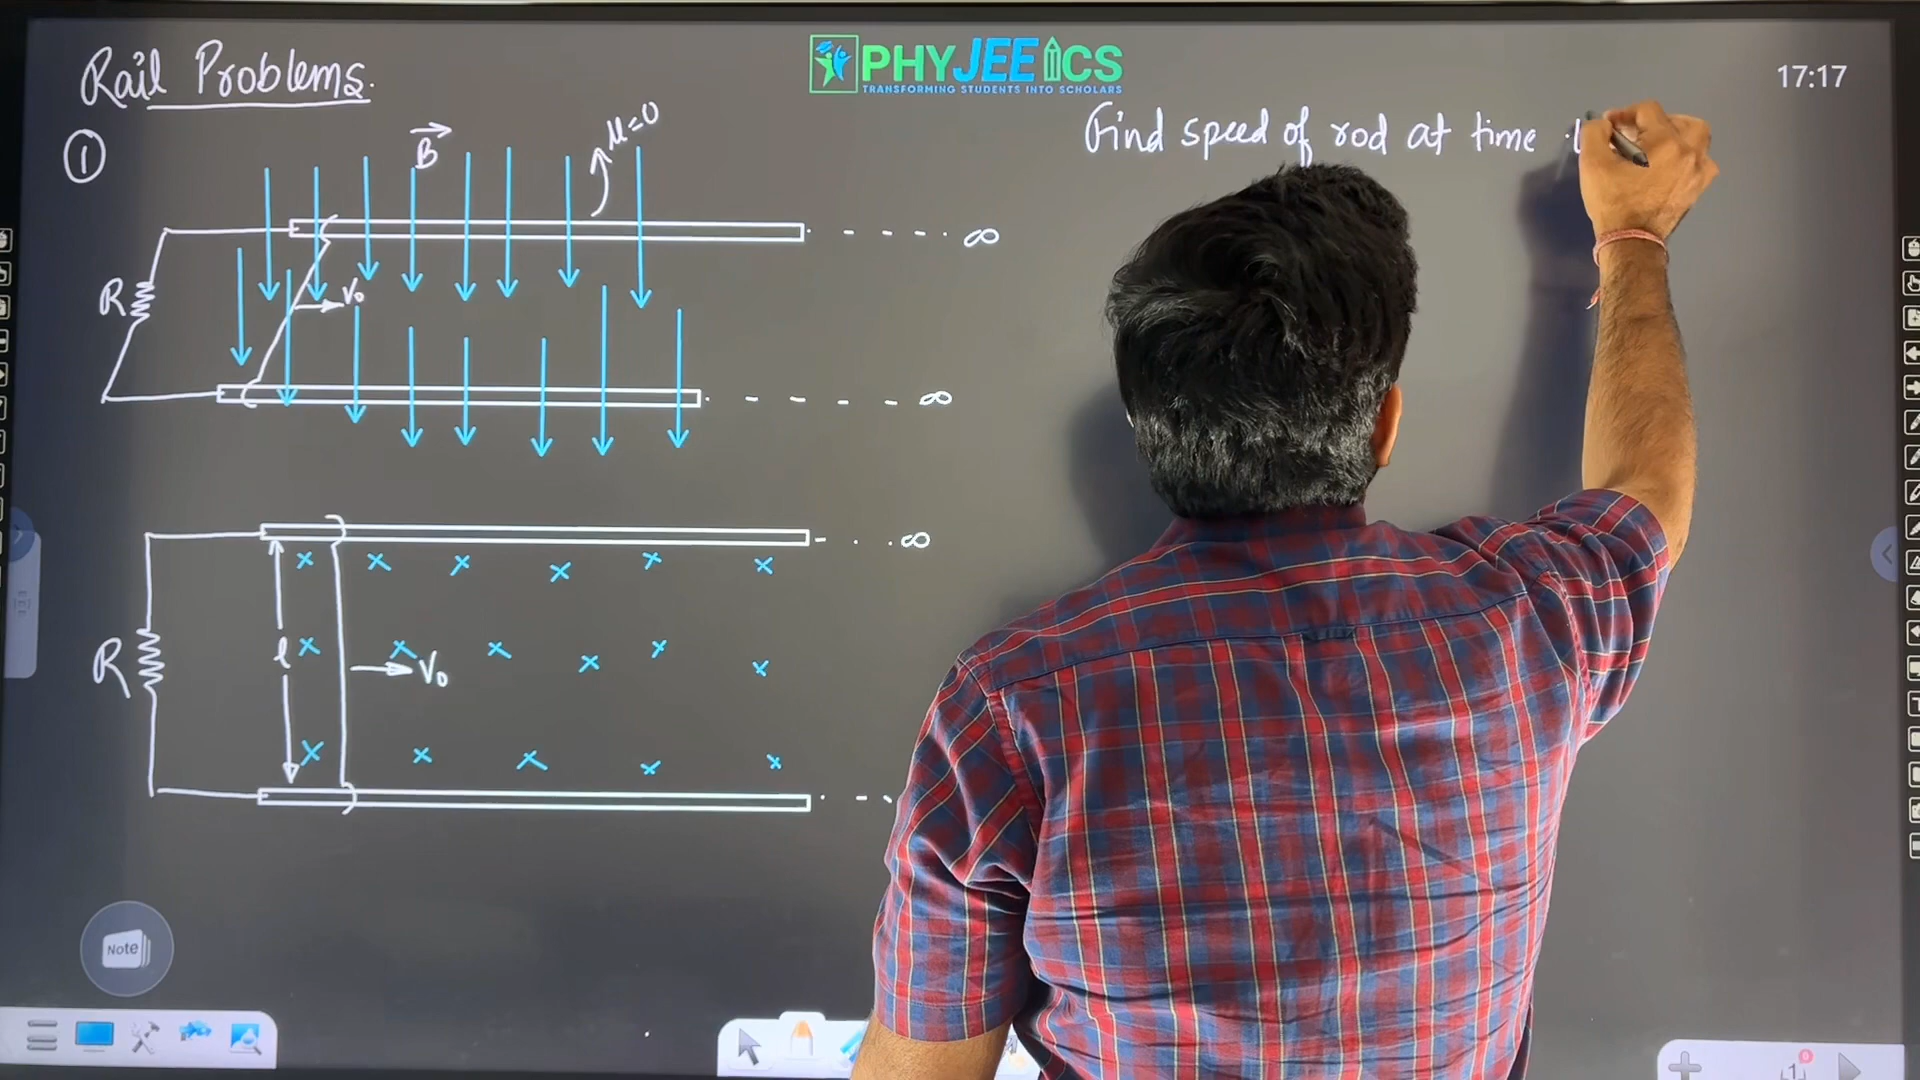 Rail Problems.
PHYJEEICS
TRANSFORMING STUDENTS INTO SCHOLARS
17:17
Find speed of rod at time
①
B
μ=0
∞
R
V₀
∞
∞
R
l
V₀
Note